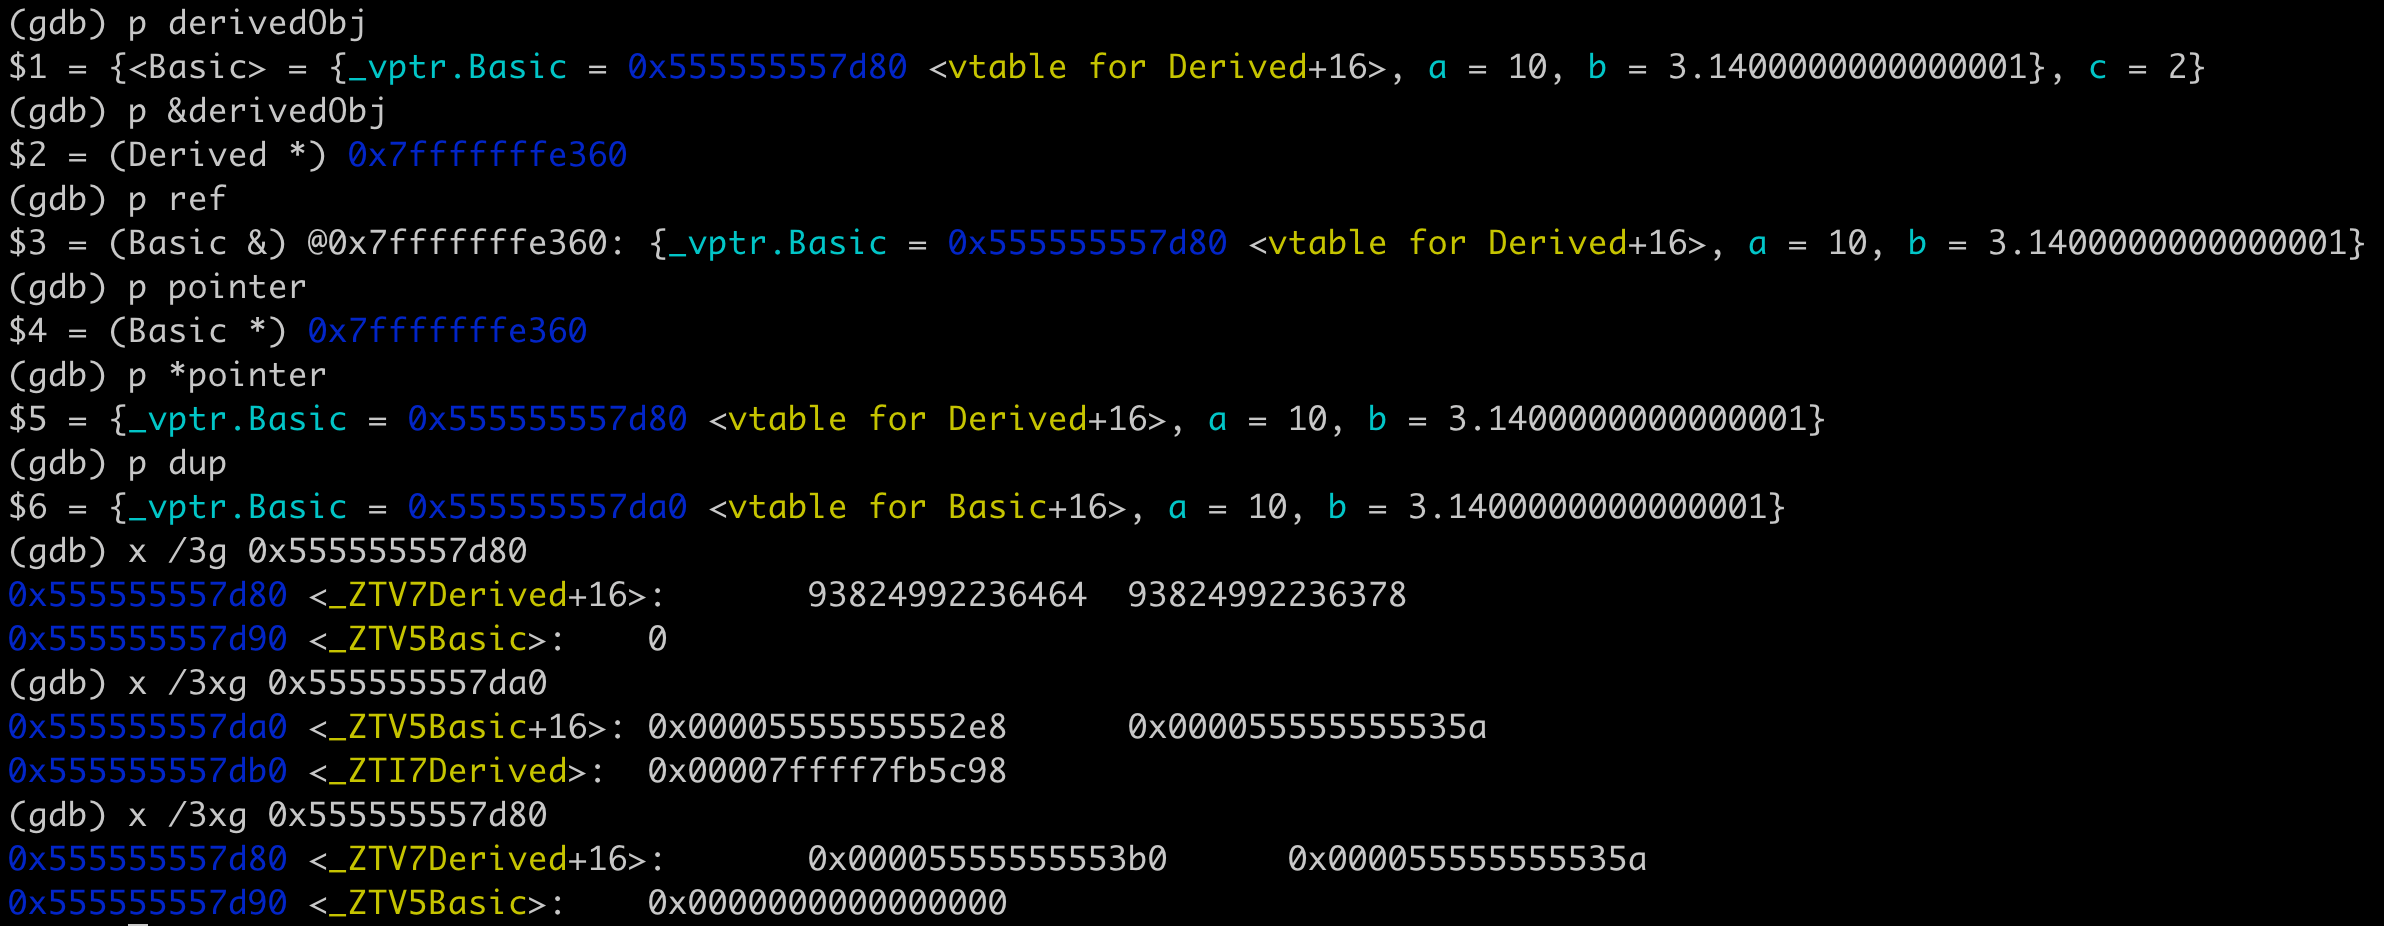 (gdb) p derivedObj
$1 = {<Basic> = {_vptr.Basic = 0x555555557d80 <vtable for Derived+16>, a = 10, b = 3.1400000000000001}, c = 2}
(gdb) p &derivedObj
$2 = (Derived *) 0x7fffffffe360
(gdb) p ref
$3 = (Basic &) @0x7fffffffe360: {_vptr.Basic = 0x555555557d80 <vtable for Derived+16>, a = 10, b = 3.1400000000000001}
(gdb) p pointer
$4 = (Basic *) 0x7fffffffe360
(gdb) p *pointer
$5 = {_vptr.Basic = 0x555555557d80 <vtable for Derived+16>, a = 10, b = 3.1400000000000001}
(gdb) p dup
$6 = {_vptr.Basic = 0x555555557da0 <vtable for Basic+16>, a = 10, b = 3.1400000000000001}
(gdb) x /3g 0x555555557d80
0x555555557d80 <_ZTV7Derived+16>:       93824992236464  93824992236378
0x555555557d90 <_ZTV5Basic>:    0
(gdb) x /3xg 0x555555557da0
0x555555557da0 <_ZTV5Basic+16>: 0x00005555555552e8      0x000055555555535a
0x555555557db0 <_ZTI7Derived>:  0x00007ffff7fb5c98
(gdb) x /3xg 0x555555557d80
0x555555557d80 <_ZTV7Derived+16>:       0x00005555555553b0      0x000055555555535a
0x555555557d90 <_ZTV5Basic>:    0x0000000000000000